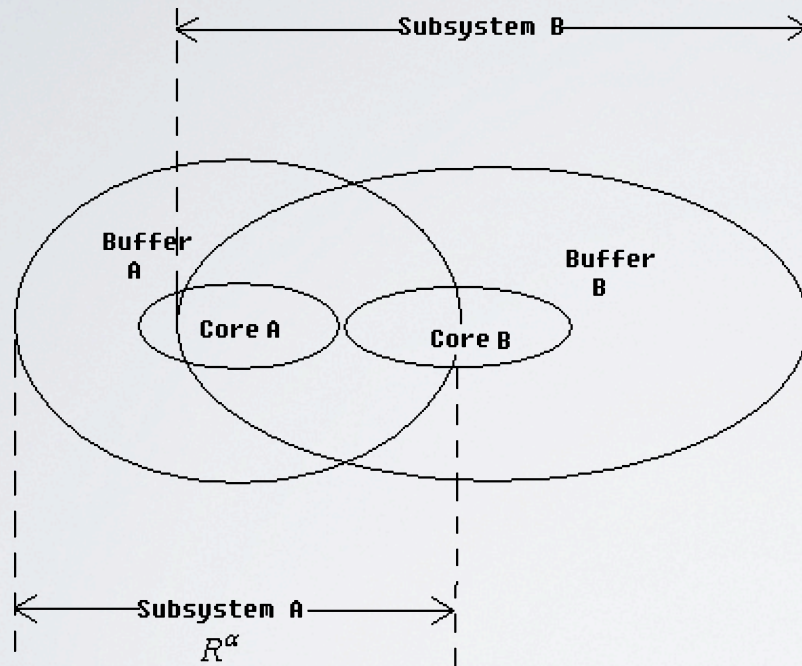 Subsystem B
Buffer
A
Buffer
B
Core A
Core B
Subsystem A
R^α